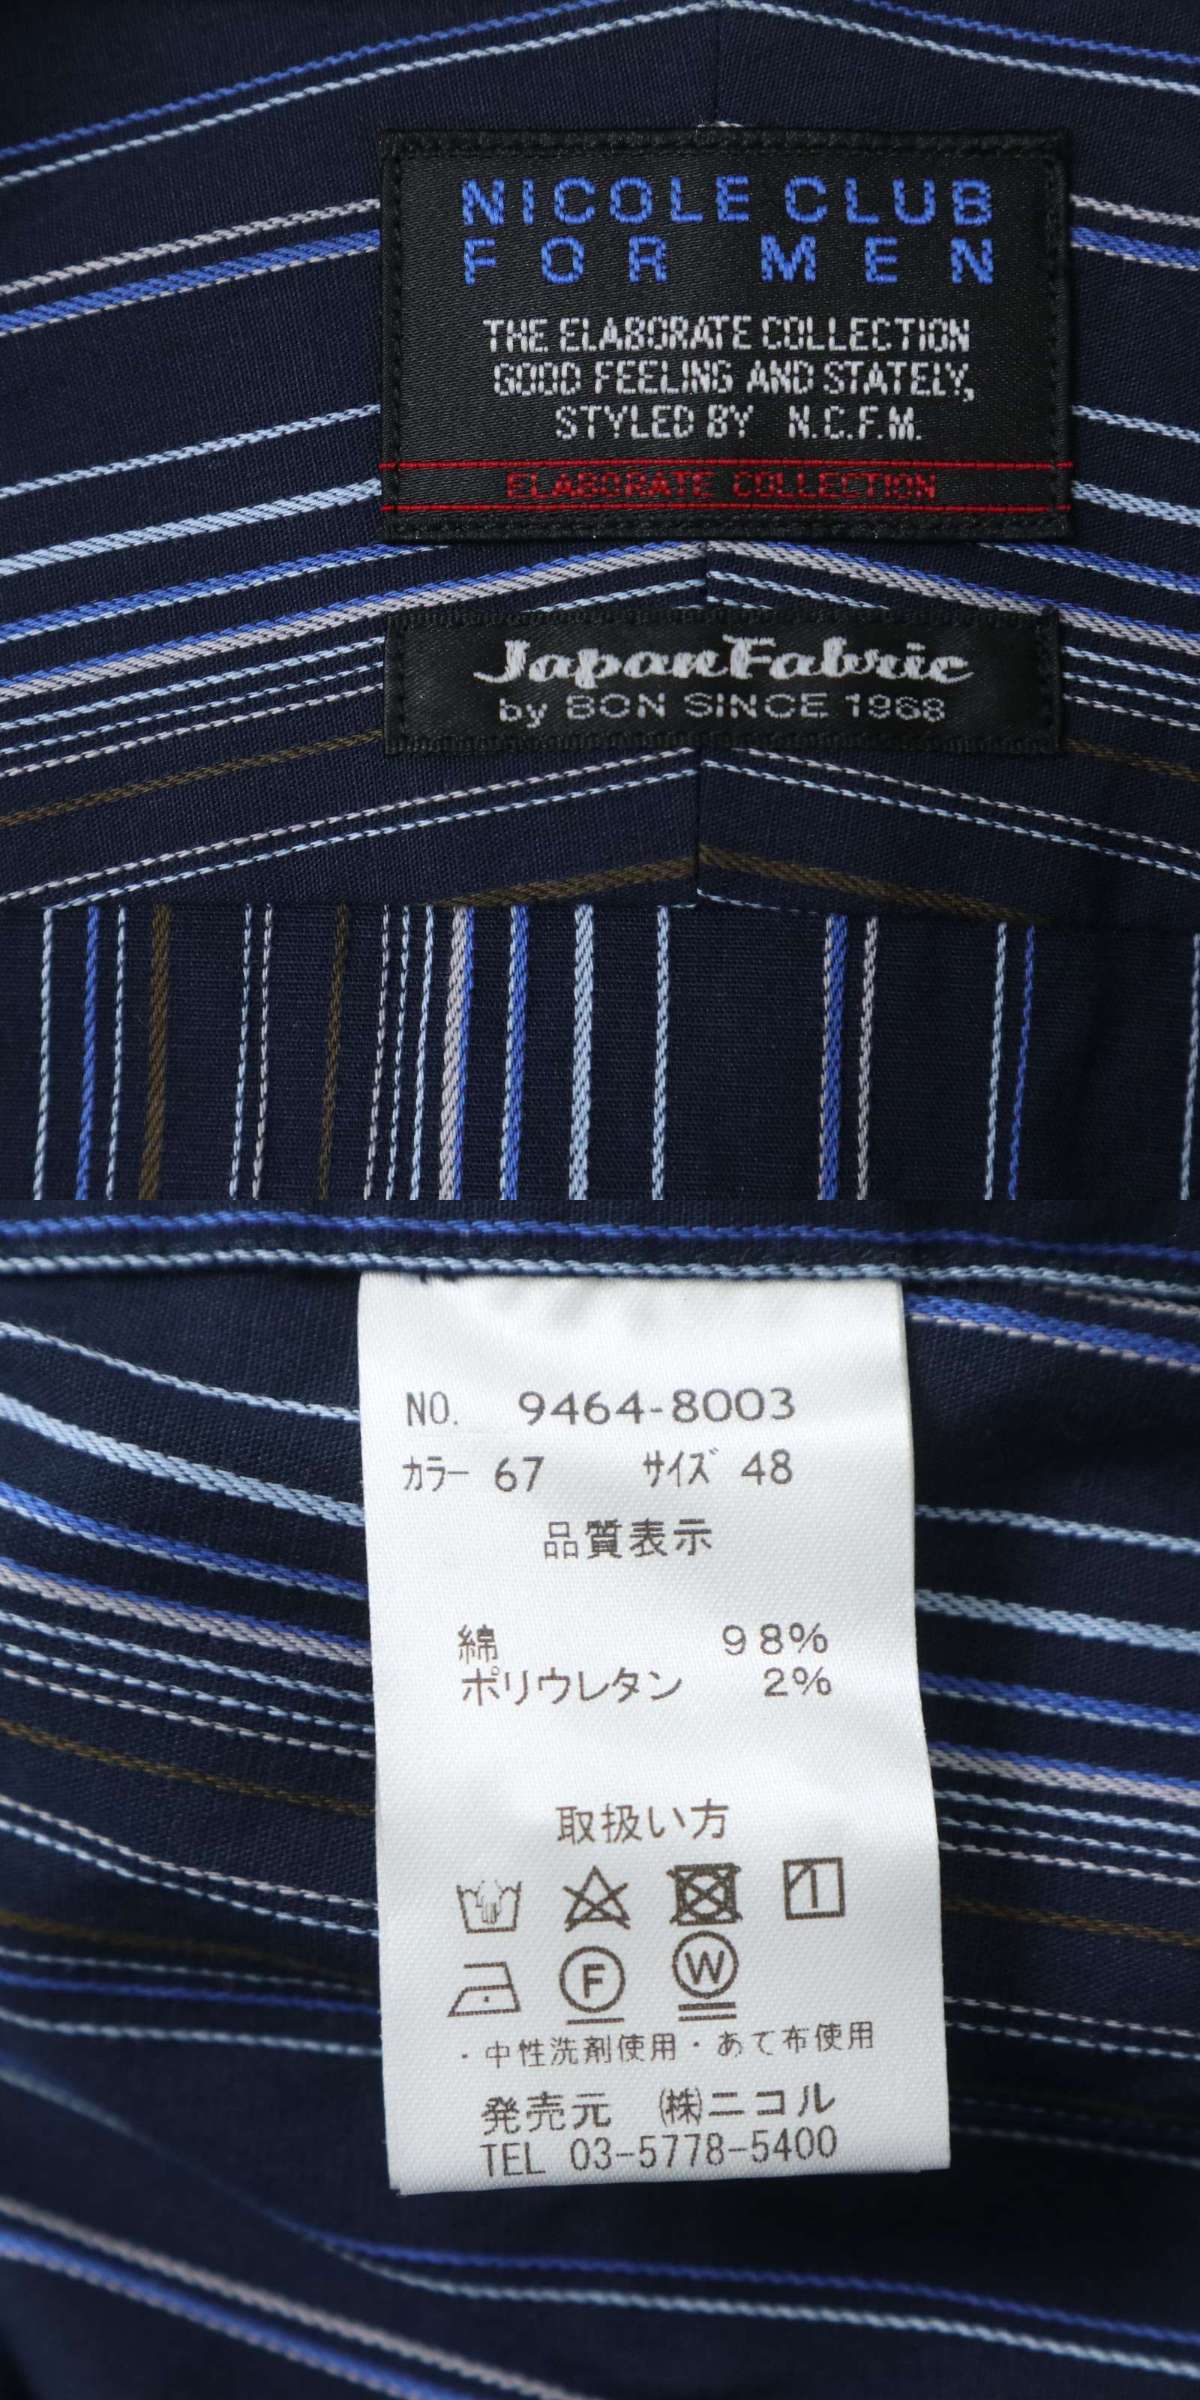 NICOLE CLUB
FOR MEN
THE ELABORATE COLLECTION
GOOD FEELING AND STATELY,
STYLED BY N.C.F.M.
ELABORATE COLLECTION
JapanFabric
by BON SINCE 1968
NO. 9464-8003
カラー 67 サイズ 48
品質表示
綿 98%
ポリウレタン 2%
取扱い方
F W
・中性洗剤使用・あて布使用
発売元 ㈱ニコル
TEL 03-5778-5400